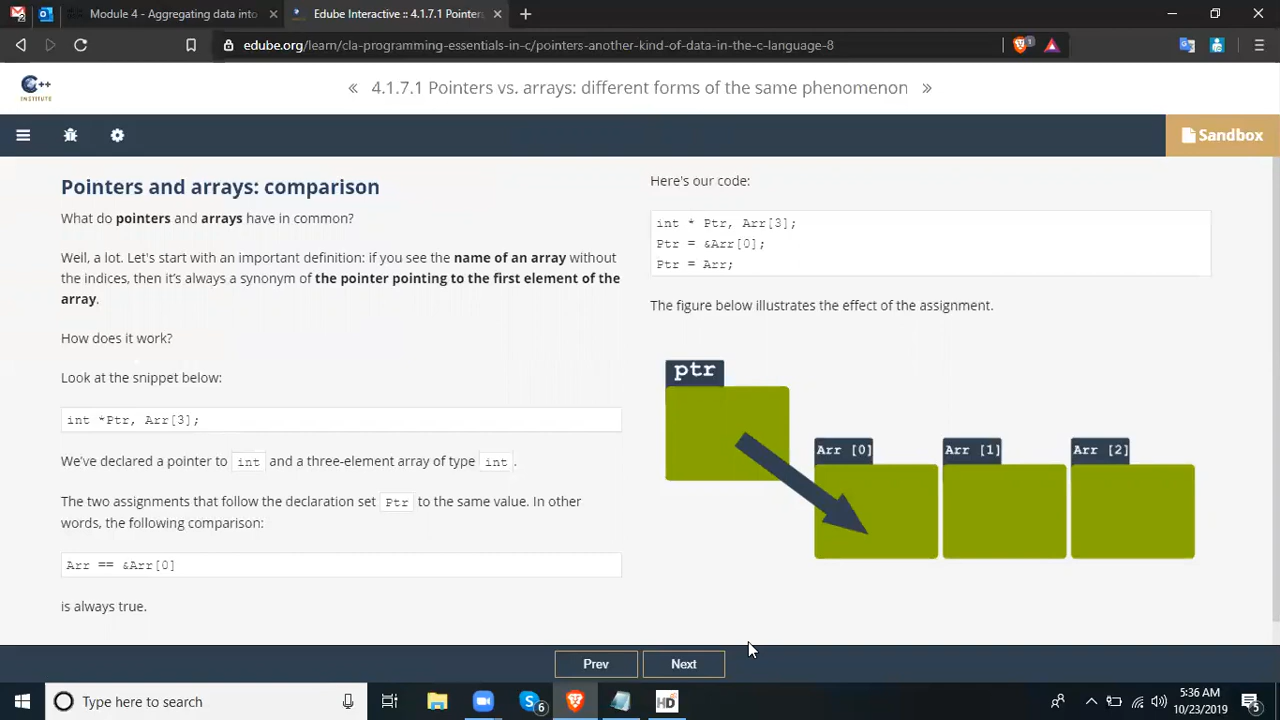 Module 4 - Aggregating data into
Edube Interactive :: 4.1.7.1 Pointer
edube.org/learn/cla-programming-essentials-in-c/pointers-another-kind-of-data-in-the-c-language-8
1
C++
INSTITUTE
« 4.1.7.1 Pointers vs. arrays: different forms of the same phenomenon »
Sandbox
Pointers and arrays: comparison
What do pointers and arrays have in common?
Well, a lot. Let's start with an important definition: if you see the name of an array without
the indices, then it's always a synonym of the pointer pointing to the first element of the
array.
How does it work?
Look at the snippet below:
int *Ptr, Arr[3];
We've declared a pointer to int and a three-element array of type int .
The two assignments that follow the declaration set Ptr to the same value. In other
words, the following comparison:
Arr == &Arr[0]
is always true.
Here's our code:
int * Ptr, Arr[3];
Ptr = &Arr[0];
Ptr = Arr;
The figure below illustrates the effect of the assignment.
ptr
Arr [0]
Arr [1]
Arr [2]
Prev
Next
Type here to search
S
6
HD
5:36 AM
10/23/2019
5